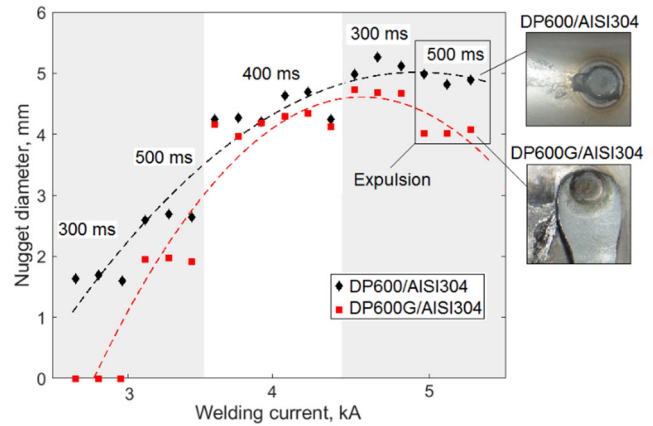 6
5
4
3
2
1
0
Nugget diameter, mm
3
4
5
Welding current, kA
300 ms
500 ms
400 ms
300 ms
500 ms
Expulsion
DP600/AISI304
DP600G/AISI304
DP600/AISI304
DP600G/AISI304